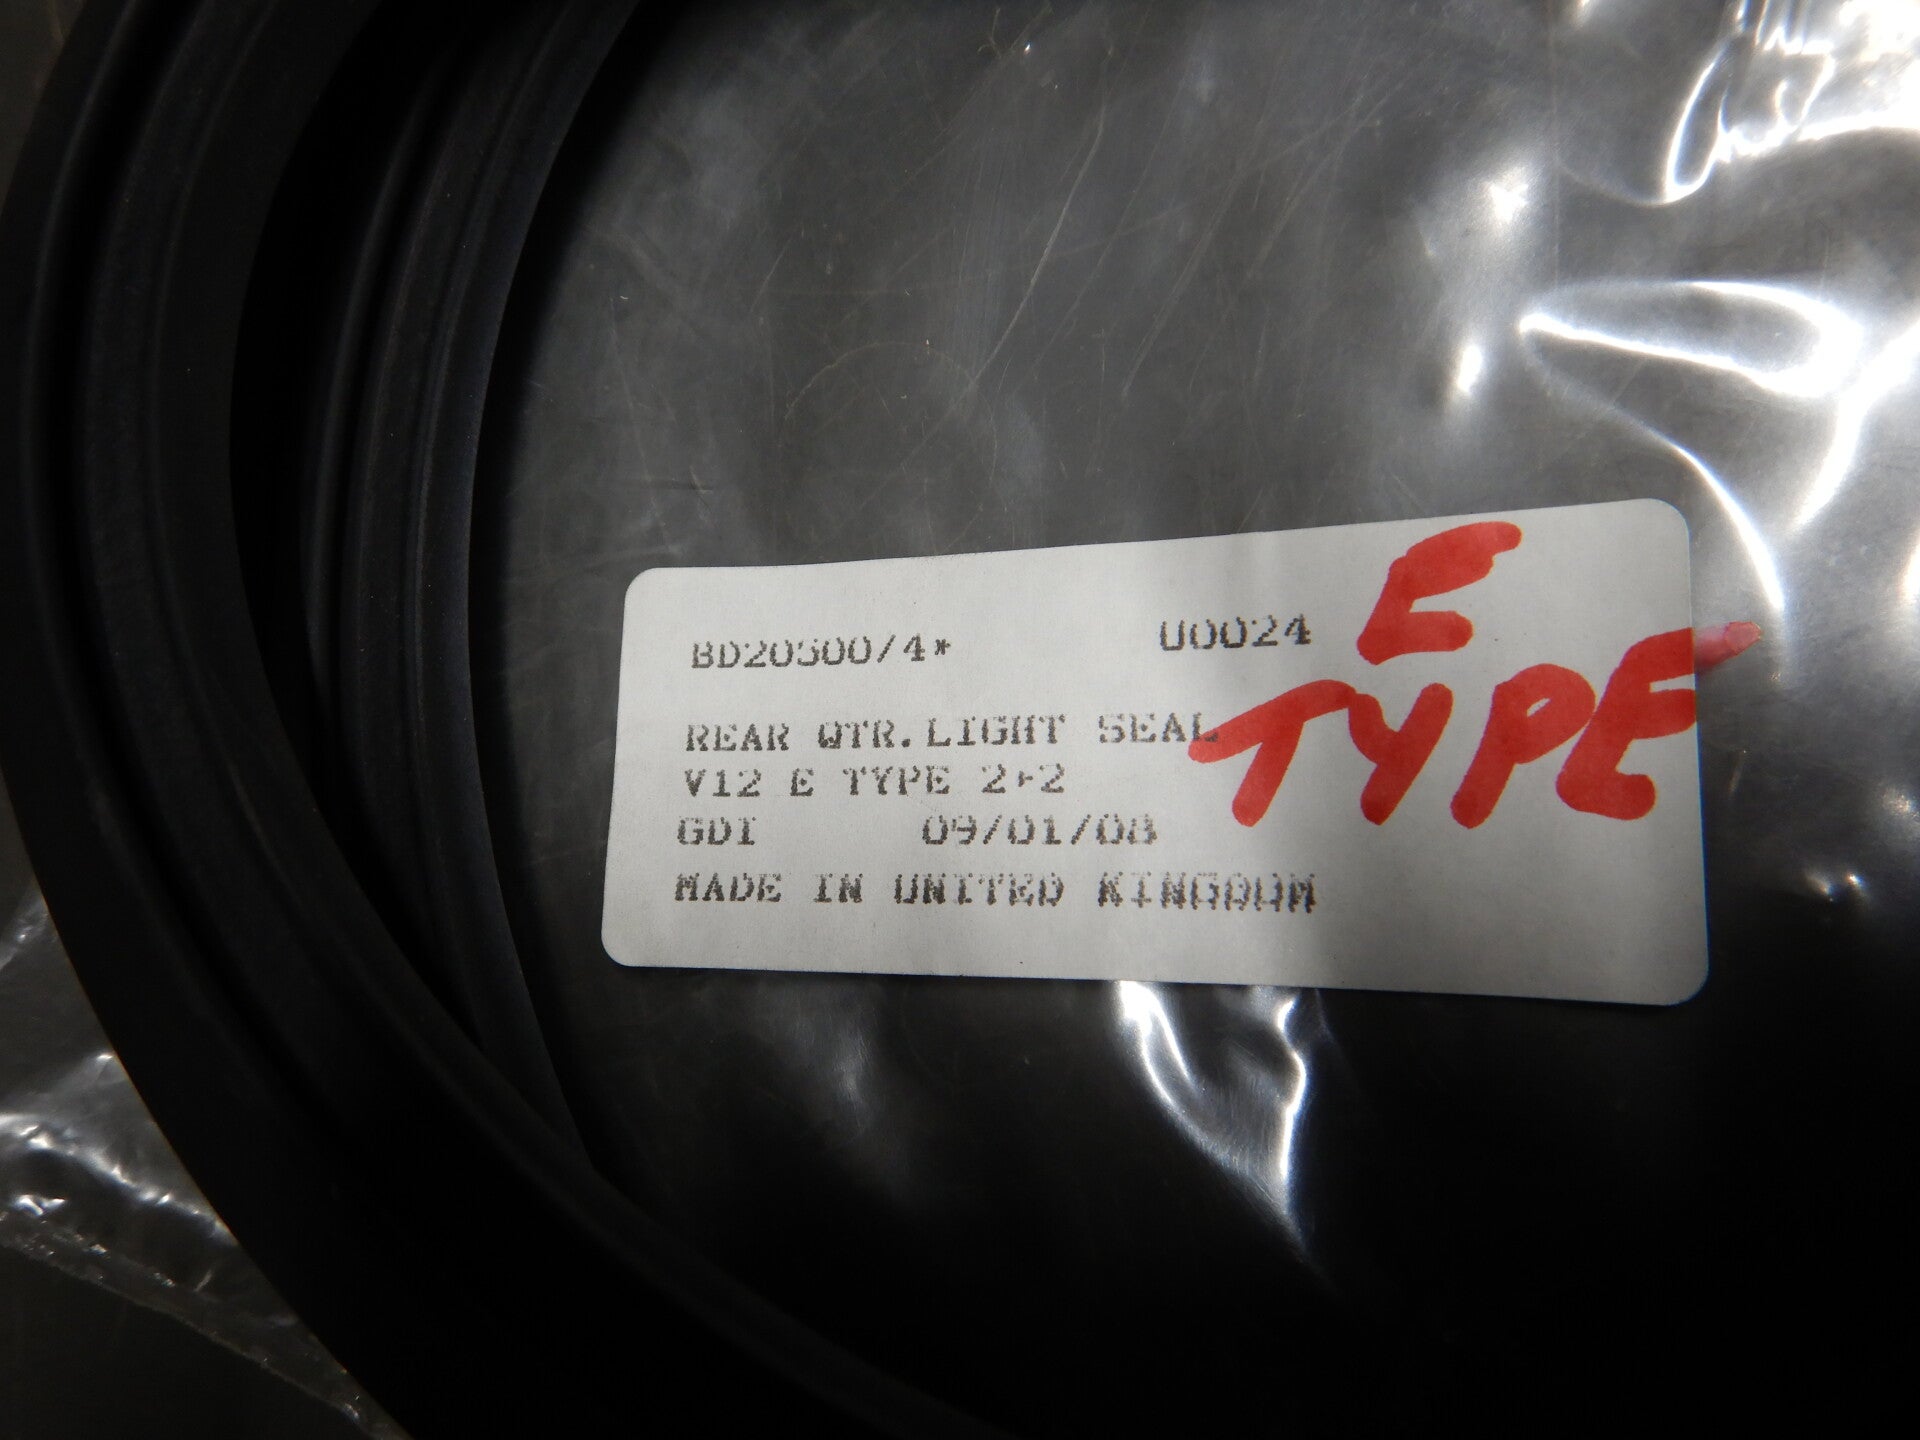 BD20500/4* U0024
REAR QTR.LIGHT SEAL
V12 E TYPE 2+2
GDI 09/01/08
MADE IN UNITED KINGDOM
E
TYPE